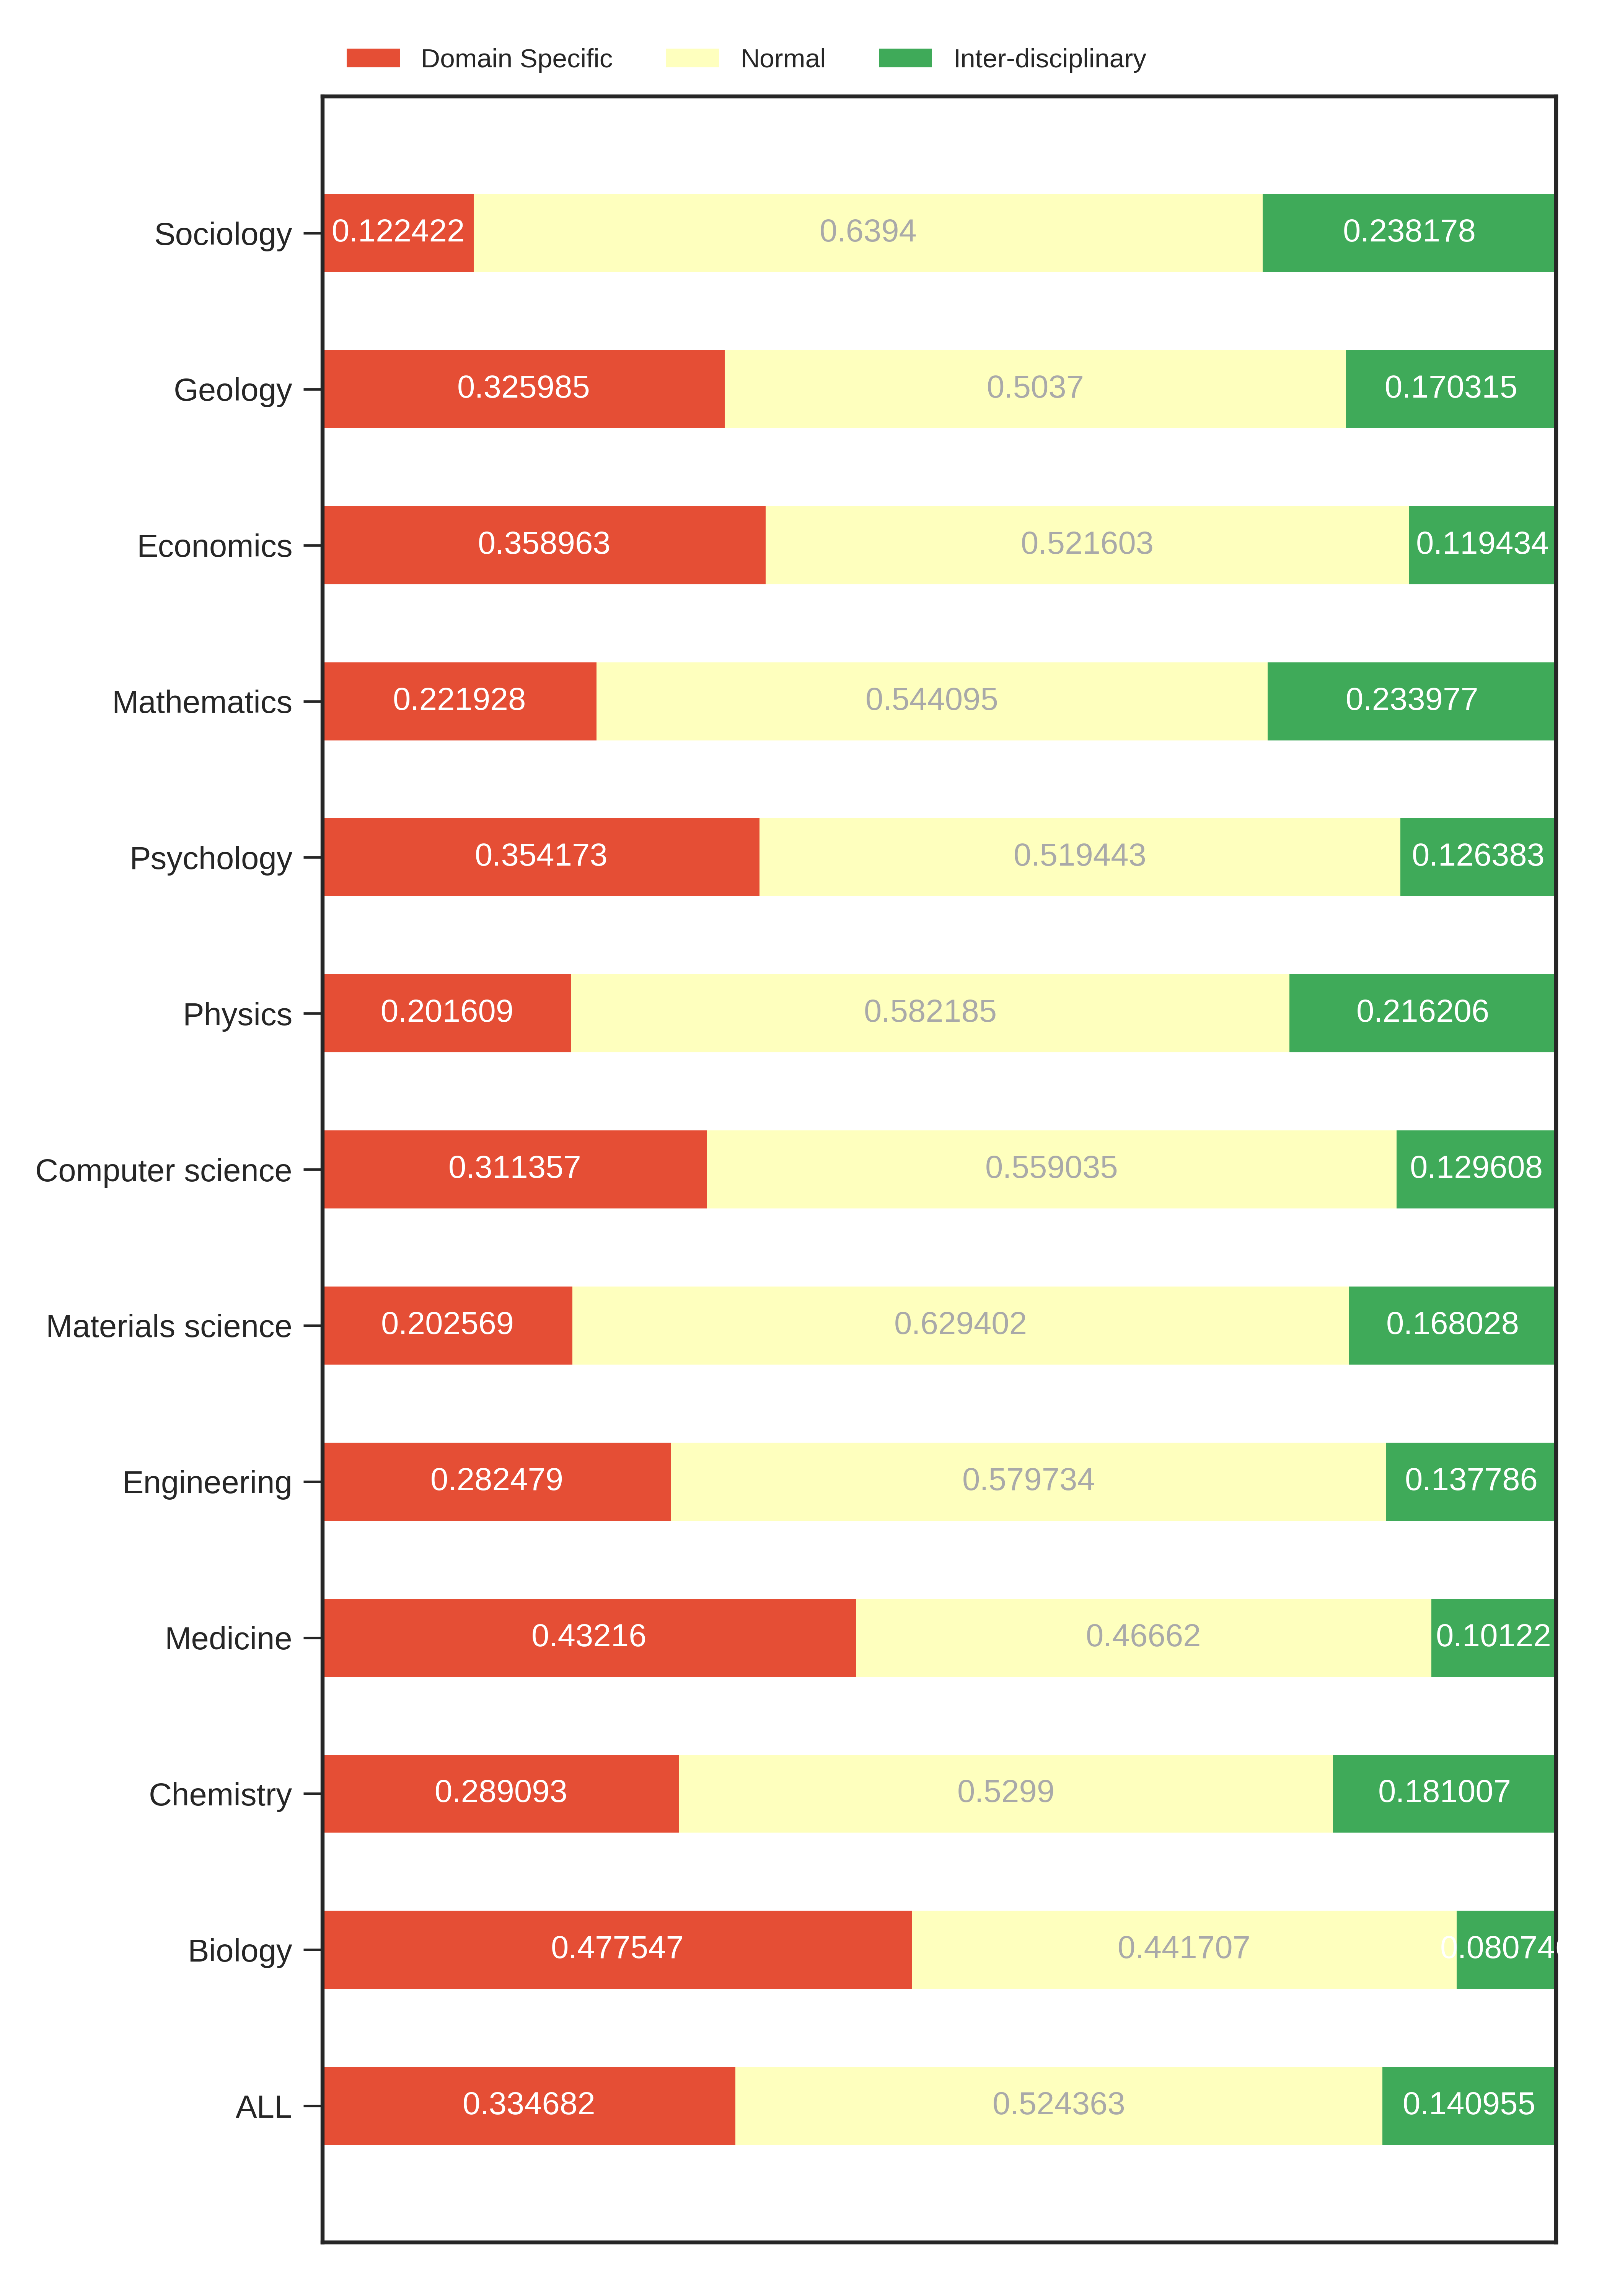 Domain Specific Normal Inter-disciplinary
Sociology 0.122422 0.6394 0.238178
Geology 0.325985 0.5037 0.170315
Economics 0.358963 0.521603 0.119434
Mathematics 0.221928 0.544095 0.233977
Psychology 0.354173 0.519443 0.126383
Physics 0.201609 0.582185 0.216206
Computer science 0.311357 0.559035 0.129608
Materials science 0.202569 0.629402 0.168028
Engineering 0.282479 0.579734 0.137786
Medicine 0.43216 0.46662 0.10122
Chemistry 0.289093 0.5299 0.181007
Biology 0.477547 0.441707
ALL 0.334682 0.524363 0.140955